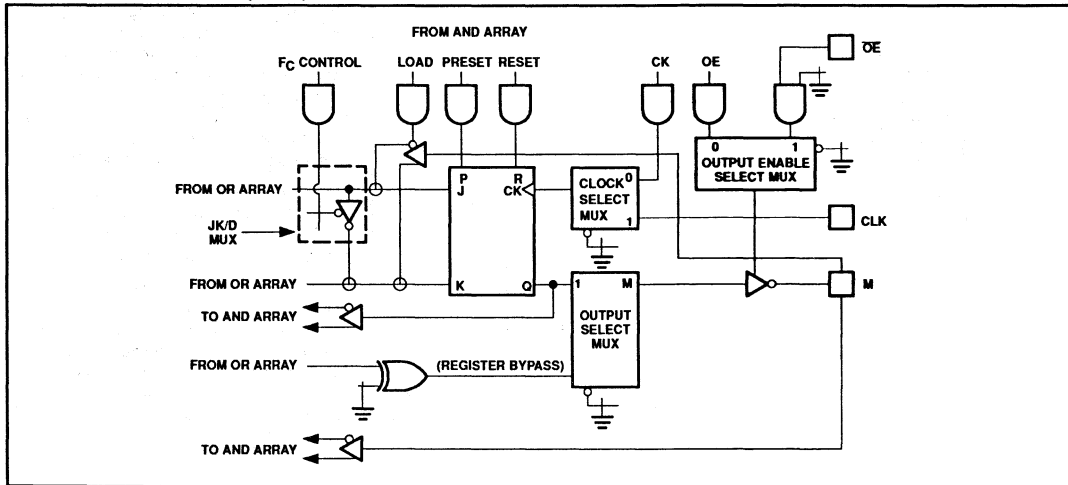 FROM AND ARRAY
FC CONTROL
LOAD
PRESET
RESET
CK
OE
OE
0
1
OUTPUT ENABLE
SELECT MUX
P
R
J
CK
FROM OR ARRAY
CLOCK
SELECT
MUX
0
1
CLK
JK/D
MUX
FROM OR ARRAY
K
Q
1
M
M
OUTPUT
SELECT
MUX
TO AND ARRAY
FROM OR ARRAY
(REGISTER BYPASS)
TO AND ARRAY